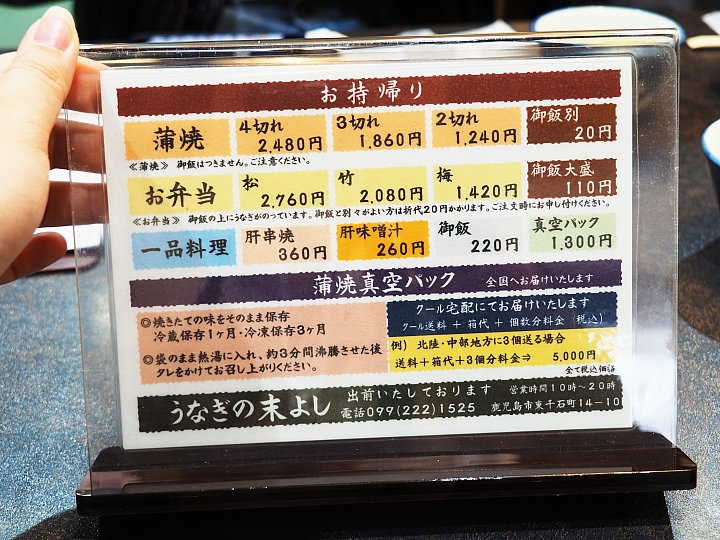 お持帰り
蒲焼 4切れ 2,480円 3切れ 1,860円 2切れ 1,240円 御飯別 20円
≪蒲焼≫ 御飯はつきません。ご注意ください。
お弁当 松 2,760円 竹 2,080円 梅 1,420円 御飯大盛 110円
≪お弁当≫ 御飯の上にうなぎがのっています。御飯と別々がよい方は折代20円かかります。ご注文時にお申し付けください。
一品料理 肝串焼 360円 肝味噌汁 260円 御飯 220円 真空パック 1,300円
蒲焼真空パック 全国へお届けいたします
◎焼きたての味をそのまま保存
冷蔵保存1ヶ月・冷凍保存3ヶ月
◎袋のまま熱湯に入れ、約3分間沸騰させた後
タレをかけてお召し上がりください。
クール宅配にてお届けいたします
クール送料 + 箱代 + 個数分料金 (税込)
例) 北陸・中部地方に3個送る場合
送料+箱代+3個分料金⇒ 5,000円
全て税込価格
うなぎの末よし 出前いたしております 営業時間10時〜20時
電話099(222)1525 鹿児島市東千石町14-10